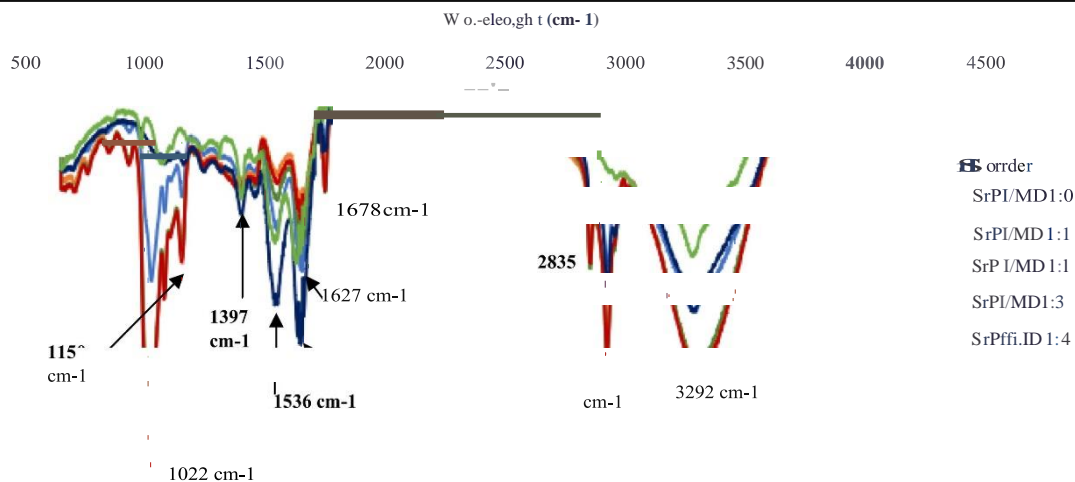 W o.-eleo,gh t (cm- 1)
500 1000 1500 2000 2500 3000 3500 4000 4500
orrder
SrPI/MD1:0
1678cm-1
SrPI/MD1:1
2835
SrP I/MD1:1
1627 cm-1
SrPI/MD1:3
1397
cm-1
SrPffi.ID1:4
115°
cm-1
1536 cm-1
cm-1
3292 cm-1
1022 cm-1